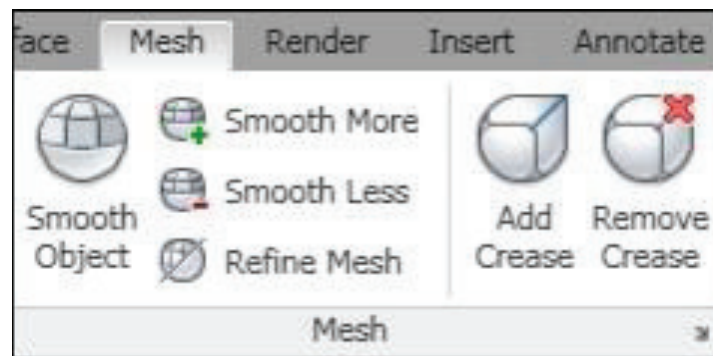 face Mesh Render Insert Annotate
Smooth Object
Smooth More
Smooth Less
Refine Mesh
Add Crease
Remove Crease
Mesh